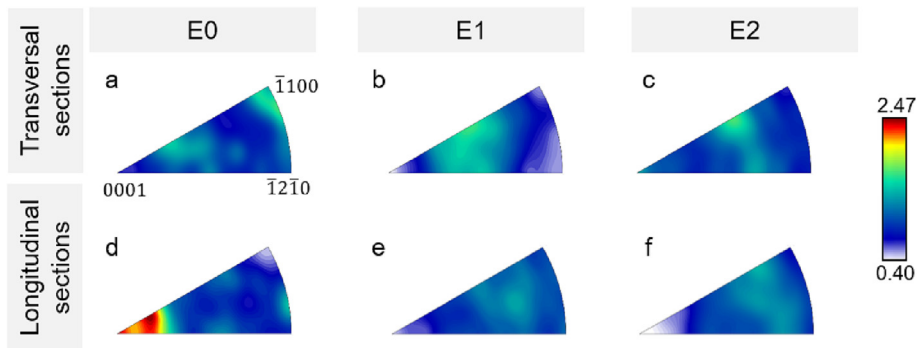 E0 E1 E2
Transversal
sections
a b c
1̅100
2.47
0001 1̅21̅0
Longitudinal
sections
d e f
0.40